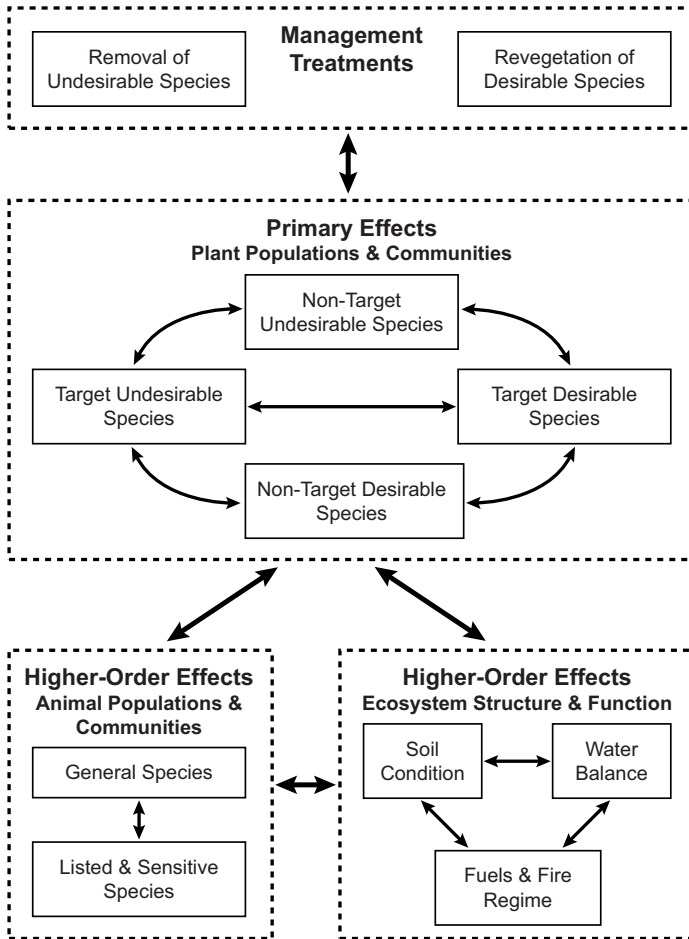 Management
Treatments
Removal of
Undesirable Species
Revegetation of
Desirable Species
Primary Effects
Plant Populations & Communities
Non-Target
Undesirable Species
Target Undesirable
Species
Target Desirable
Species
Non-Target Desirable
Species
Higher-Order Effects
Animal Populations &
Communities
General Species
Listed & Sensitive
Species
Higher-Order Effects
Ecosystem Structure & Function
Soil
Condition
Water
Balance
Fuels & Fire
Regime